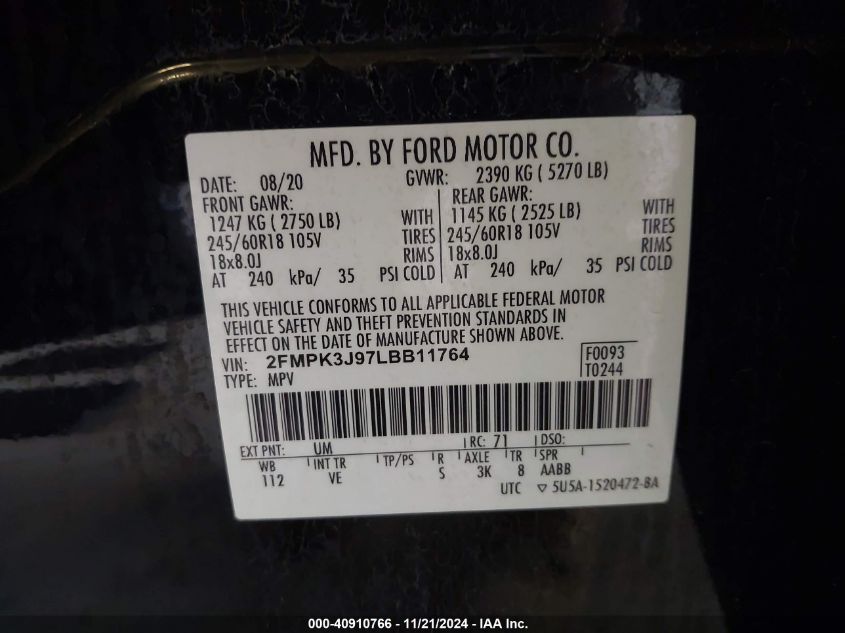 MFD. BY FORD MOTOR CO.
DATE: 08/20 GVWR: 2390 KG ( 5270 LB)
FRONT GAWR: REAR GAWR:
1247 KG ( 2750 LB) WITH 1145 KG ( 2525 LB) WITH
245/60R18 105V TIRES 245/60R18 105V TIRES
18x8.0J RIMS 18x8.0J RIMS
AT 240 kPa/ 35 PSI COLD AT 240 kPa/ 35 PSI COLD
THIS VEHICLE CONFORMS TO ALL APPLICABLE FEDERAL MOTOR
VEHICLE SAFETY AND THEFT PREVENTION STANDARDS IN
EFFECT ON THE DATE OF MANUFACTURE SHOWN ABOVE.
VIN: 2FMPK3J97LBB11764 F0093
TYPE: MPV T0244
EXT PNT: UM RC: 71 DSO:
WB INT TR TP/PS R AXLE TR SPR
112 VE S 3K 8 AABB
UTC ▽ 5U5A-1520472-BA
000-40910766 - 11/21/2024 - IAA Inc.